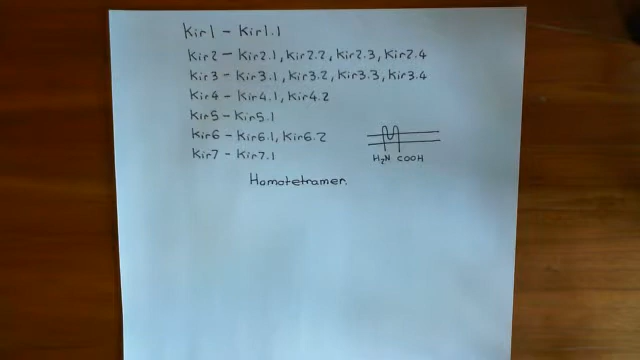 Kir1 - Kir1.1
Kir2 - Kir2.1, Kir2.2, Kir2.3, Kir2.4
Kir3 - Kir3.1, Kir3.2, Kir3.3, Kir3.4
Kir4 - Kir4.1, Kir4.2
Kir5 - Kir5.1
Kir6 - Kir6.1, Kir6.2
Kir7 - Kir7.1
H₂N COOH
Homotetramer.